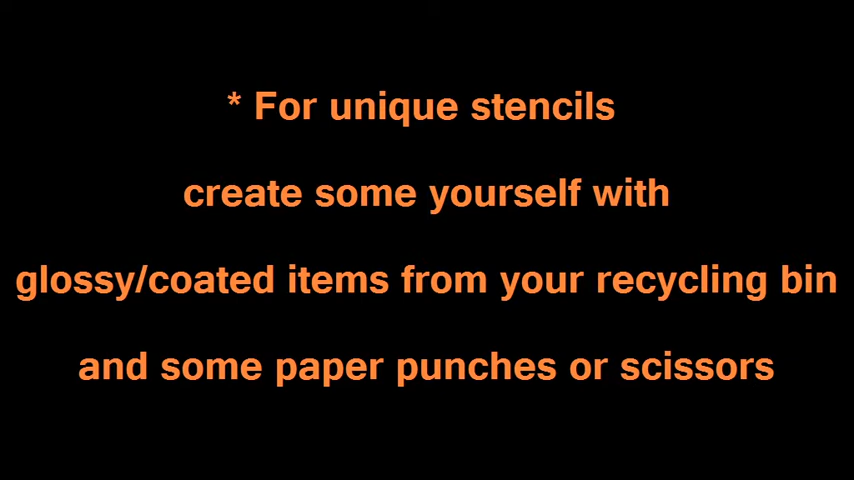 * For unique stencils
create some yourself with
glossy/coated items from your recycling bin
and some paper punches or scissors